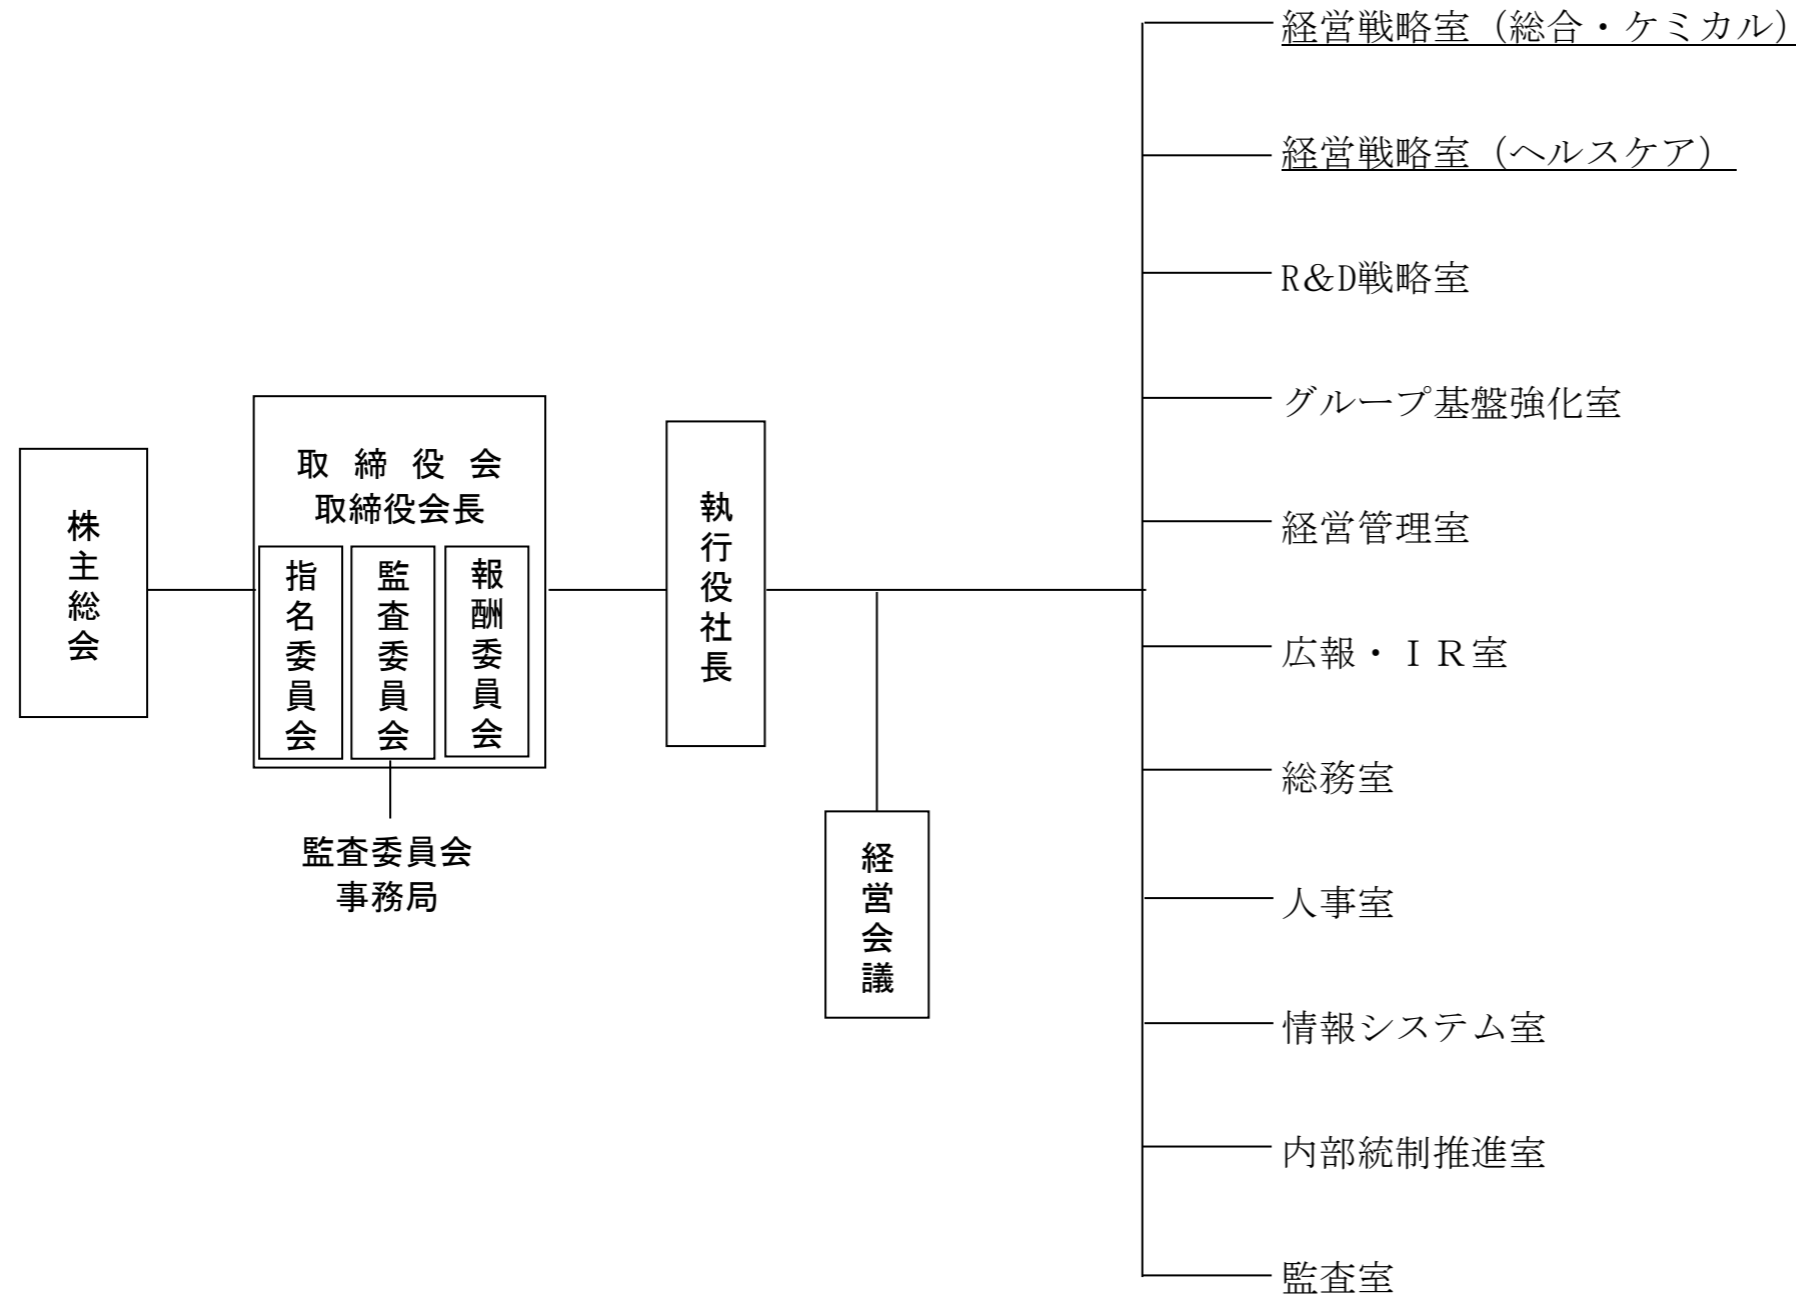 株主総会
取締役会
取締役会長
指名委員会
監査委員会
報酬委員会
監査委員会
事務局
執行役社長
経営会議
経営戦略室（総合・ケミカル）
経営戦略室（ヘルスケア）
R＆D戦略室
グループ基盤強化室
経営管理室
広報・ＩＲ室
総務室
人事室
情報システム室
内部統制推進室
監査室